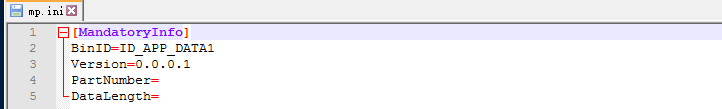 mp.ini
1 [MandatoryInfo]
2 BinID=ID_APP_DATA1
3 Version=0.0.0.1
4 PartNumber=
5 DataLength=